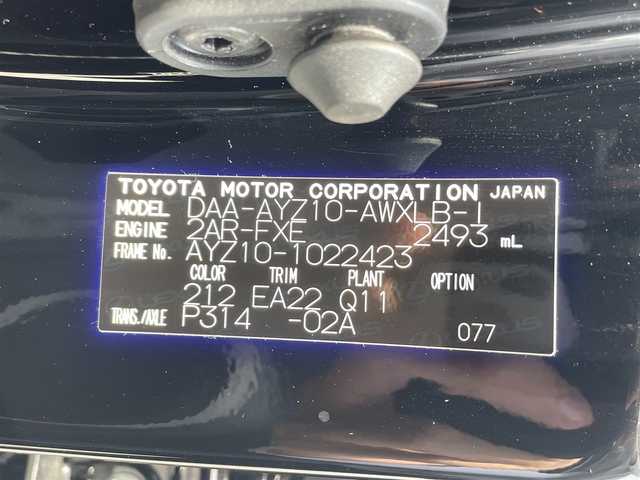 TOYOTA MOTOR CORPORATION JAPAN
MODEL DAA-AYZ10-AWXLB-I
ENGINE 2AR-FXE 2493 mL
FRAME No. AYZ10-1022423
COLOR TRIM PLANT OPTION
212 EA22 Q11
TRANS./AXLE P314 -02A 077